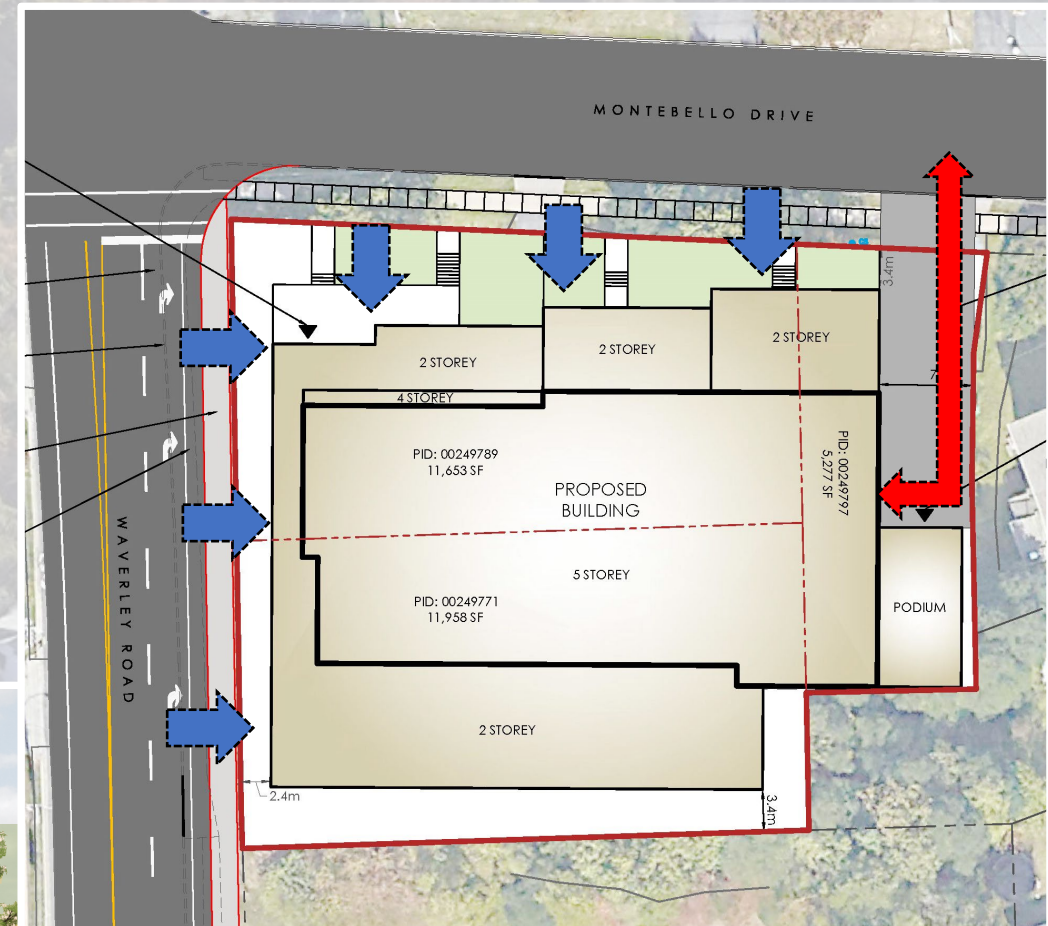 MONTEBELLO DRIVE
3.4m
2 STOREY
2 STOREY
2 STOREY
7
4 STOREY
PID: 00249789
11,653 SF
PID: 00249797
5,277 SF
PROPOSED
BUILDING
WAVERLEY ROAD
5 STOREY
PID: 00249771
11,958 SF
PODIUM
2 STOREY
2.4m
3.4m